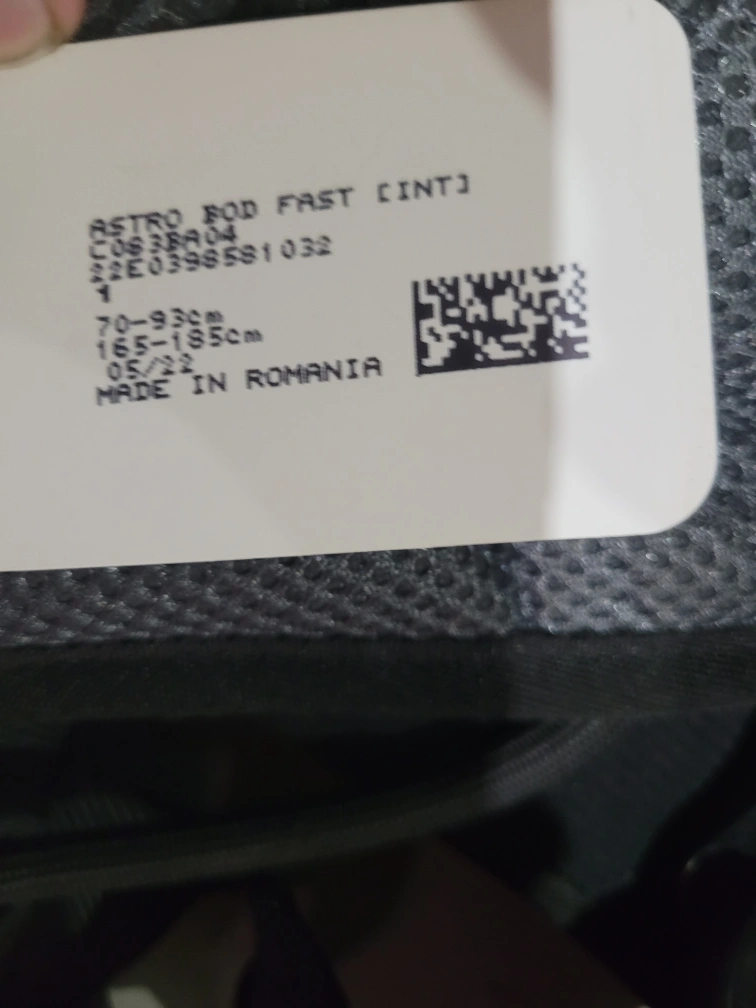 ASTRO BOD FAST [INT]
C083BA04
22E0398581032
1
70-93cm
165-185cm
05/22
MADE IN ROMANIA